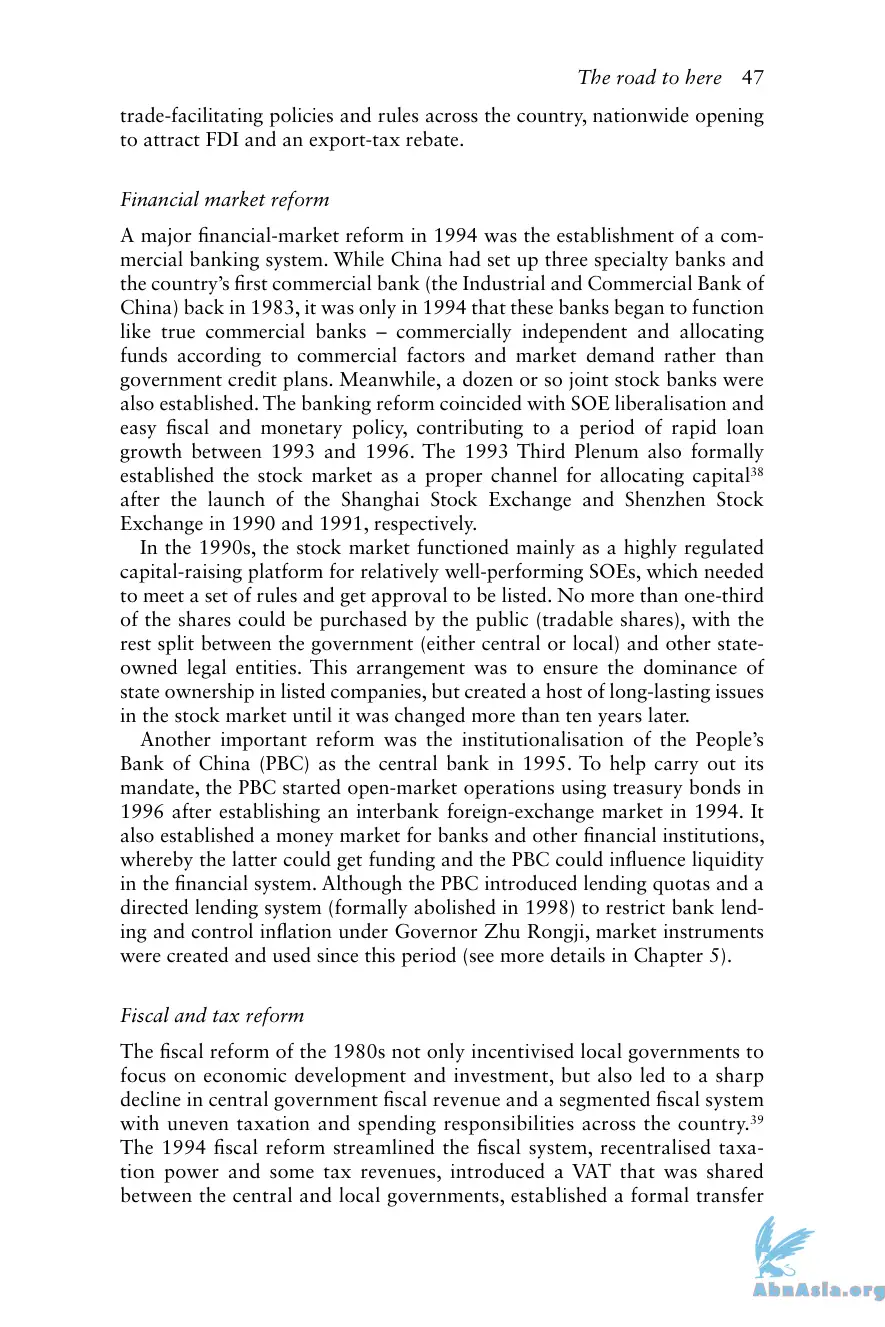 The road to here 47
trade-facilitating policies and rules across the country, nationwide opening
to attract FDI and an export-tax rebate.
Financial market reform
A major financial-market reform in 1994 was the establishment of a com-
mercial banking system. While China had set up three specialty banks and
the country’s first commercial bank (the Industrial and Commercial Bank of
China) back in 1983, it was only in 1994 that these banks began to function
like true commercial banks – commercially independent and allocating
funds according to commercial factors and market demand rather than
government credit plans. Meanwhile, a dozen or so joint stock banks were
also established. The banking reform coincided with SOE liberalisation and
easy fiscal and monetary policy, contributing to a period of rapid loan
growth between 1993 and 1996. The 1993 Third Plenum also formally
established the stock market as a proper channel for allocating capital³⁸
after the launch of the Shanghai Stock Exchange and Shenzhen Stock
Exchange in 1990 and 1991, respectively.
In the 1990s, the stock market functioned mainly as a highly regulated
capital-raising platform for relatively well-performing SOEs, which needed
to meet a set of rules and get approval to be listed. No more than one-third
of the shares could be purchased by the public (tradable shares), with the
rest split between the government (either central or local) and other state-
owned legal entities. This arrangement was to ensure the dominance of
state ownership in listed companies, but created a host of long-lasting issues
in the stock market until it was changed more than ten years later.
Another important reform was the institutionalisation of the People’s
Bank of China (PBC) as the central bank in 1995. To help carry out its
mandate, the PBC started open-market operations using treasury bonds in
1996 after establishing an interbank foreign-exchange market in 1994. It
also established a money market for banks and other financial institutions,
whereby the latter could get funding and the PBC could influence liquidity
in the financial system. Although the PBC introduced lending quotas and a
directed lending system (formally abolished in 1998) to restrict bank lend-
ing and control inflation under Governor Zhu Rongji, market instruments
were created and used since this period (see more details in Chapter 5).
Fiscal and tax reform
The fiscal reform of the 1980s not only incentivised local governments to
focus on economic development and investment, but also led to a sharp
decline in central government fiscal revenue and a segmented fiscal system
with uneven taxation and spending responsibilities across the country.³⁹
The 1994 fiscal reform streamlined the fiscal system, recentralised taxa-
tion power and some tax revenues, introduced a VAT that was shared
between the central and local governments, established a formal transfer
AbnAsia.org